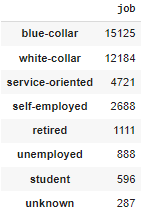 job
blue-collar 15125
white-collar 12184
service-oriented 4721
self-employed 2688
retired 1111
unemployed 888
student 596
unknown 287